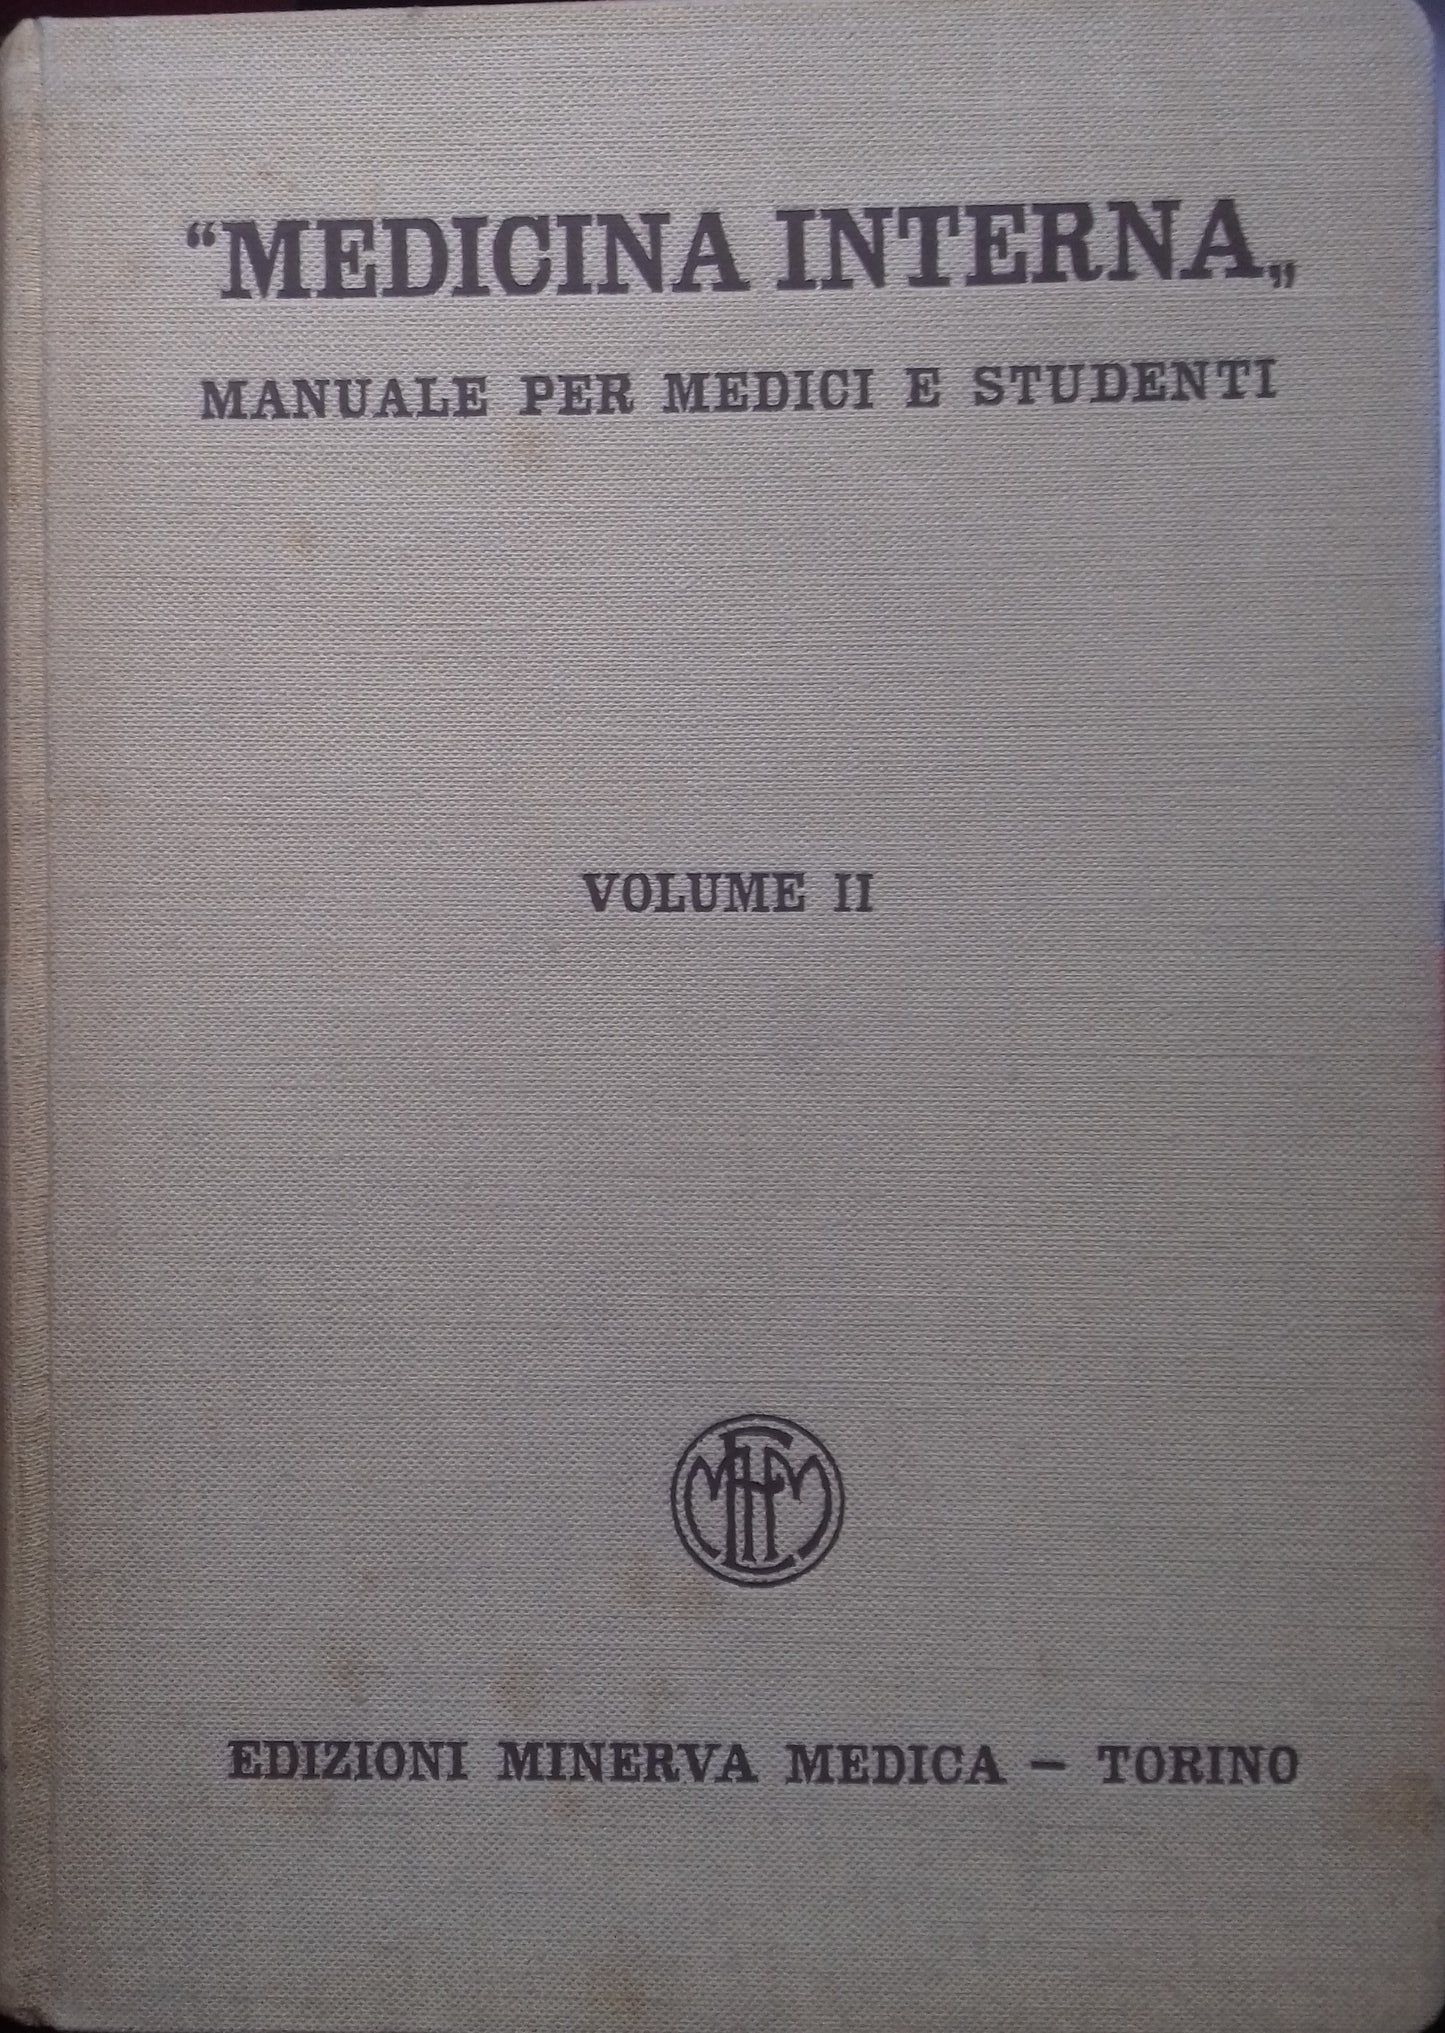 “MEDICINA INTERNA„
MANUALE PER MEDICI E STUDENTI
VOLUME II
EDIZIONI MINERVA MEDICA – TORINO